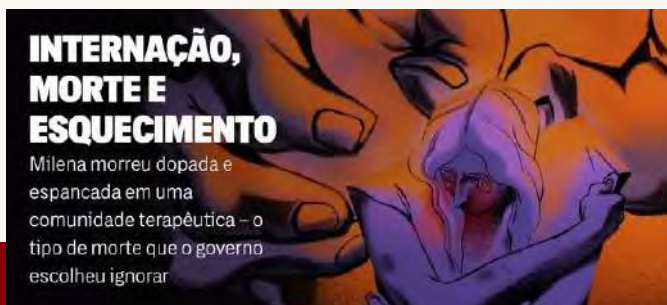 INTERNAÇÃO,
MORTE E
ESQUECIMENTO
Milena morreu dopada e
espancada em uma
comunidade terapêutica – o
tipo de morte que o governo
escolheu ignorar